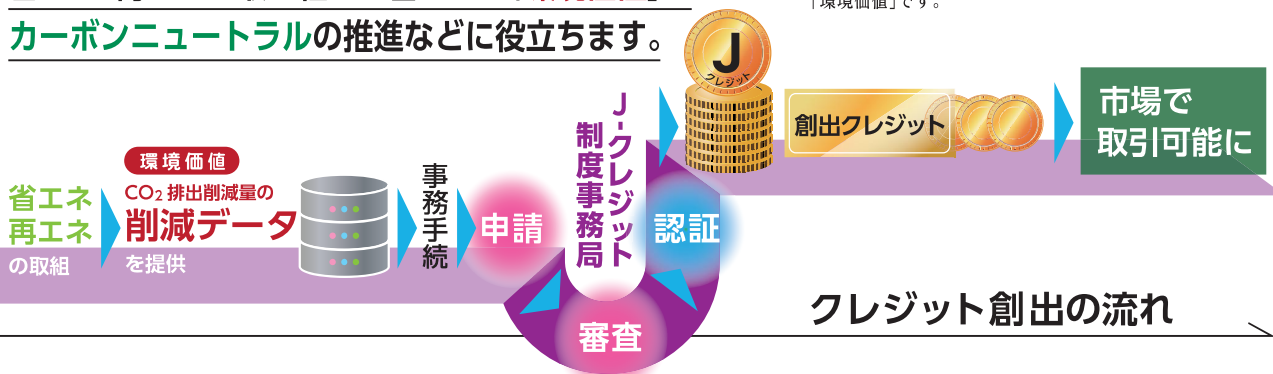 「環境価値」です。
カーボンニュートラルの推進などに役立ちます。
J
クレジット
創出クレジット
市場で
取引可能に
J-クレジット
制度事務局
環境価値
省エネ
再エネ
の取組
CO₂排出削減量の
削減データ
を提供
事務手続
申請
審査
認証
クレジット創出の流れ